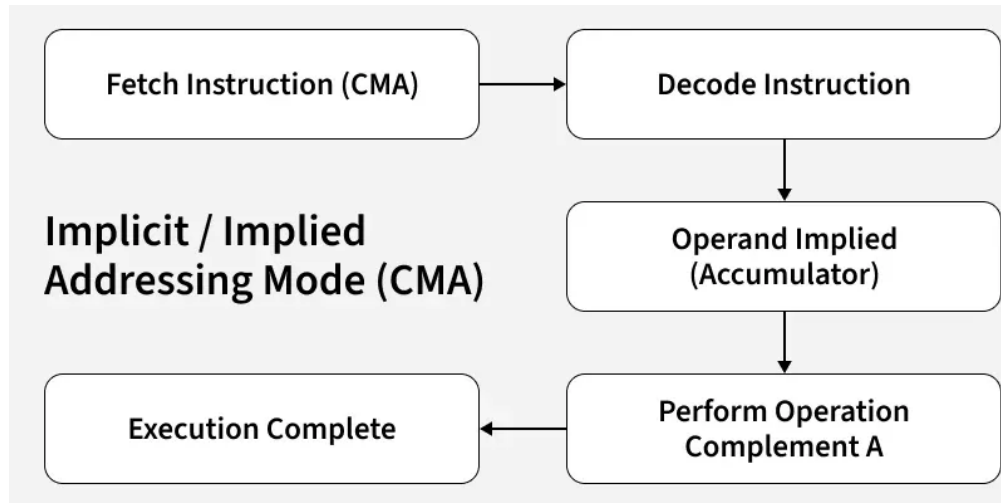 Fetch Instruction (CMA)
Decode Instruction
Implicit / Implied
Addressing Mode (CMA)
Operand Implied
(Accumulator)
Perform Operation
Complement A
Execution Complete